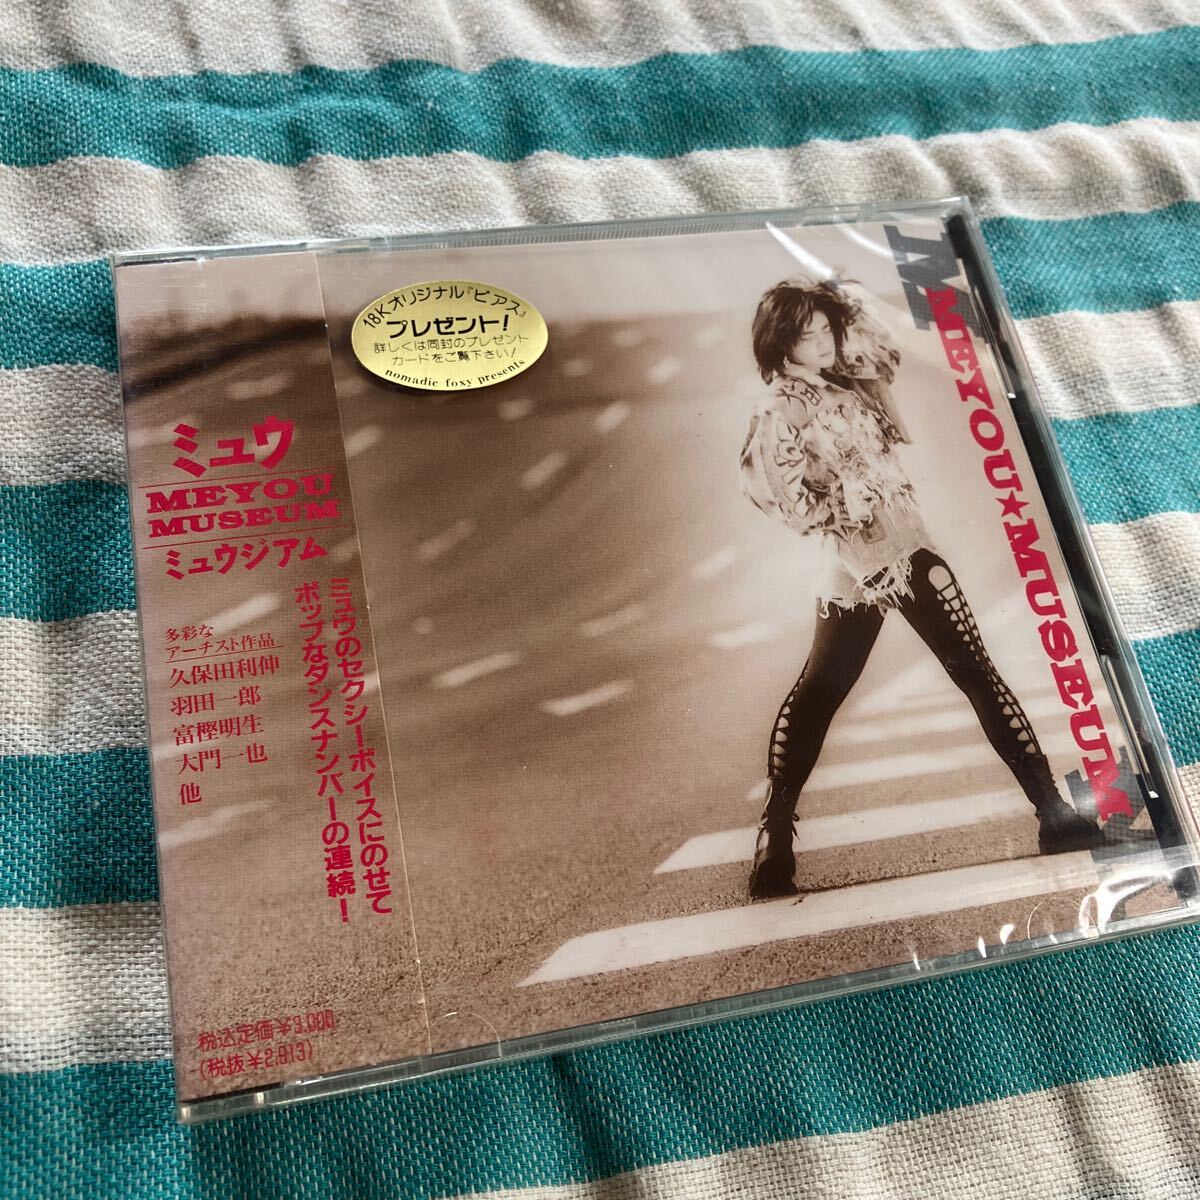 18Kオリジナル『ピアス』
プレゼント!
詳しくは同封のプレゼント
カードをご覧下さい!
nomadic foxy presents
ミュウ
MEYOU
MUSEUM
ミュウジアム
ミュウのセクシーボイスにのせて
ポップなダンスナンバーの連続!
多彩な
アーチスト作品
久保田利伸
羽田一郎
富樫明生
大門一也
他
税込定価¥3,000
(税抜¥2,913)
MEYOU★MUSEUM
M
M